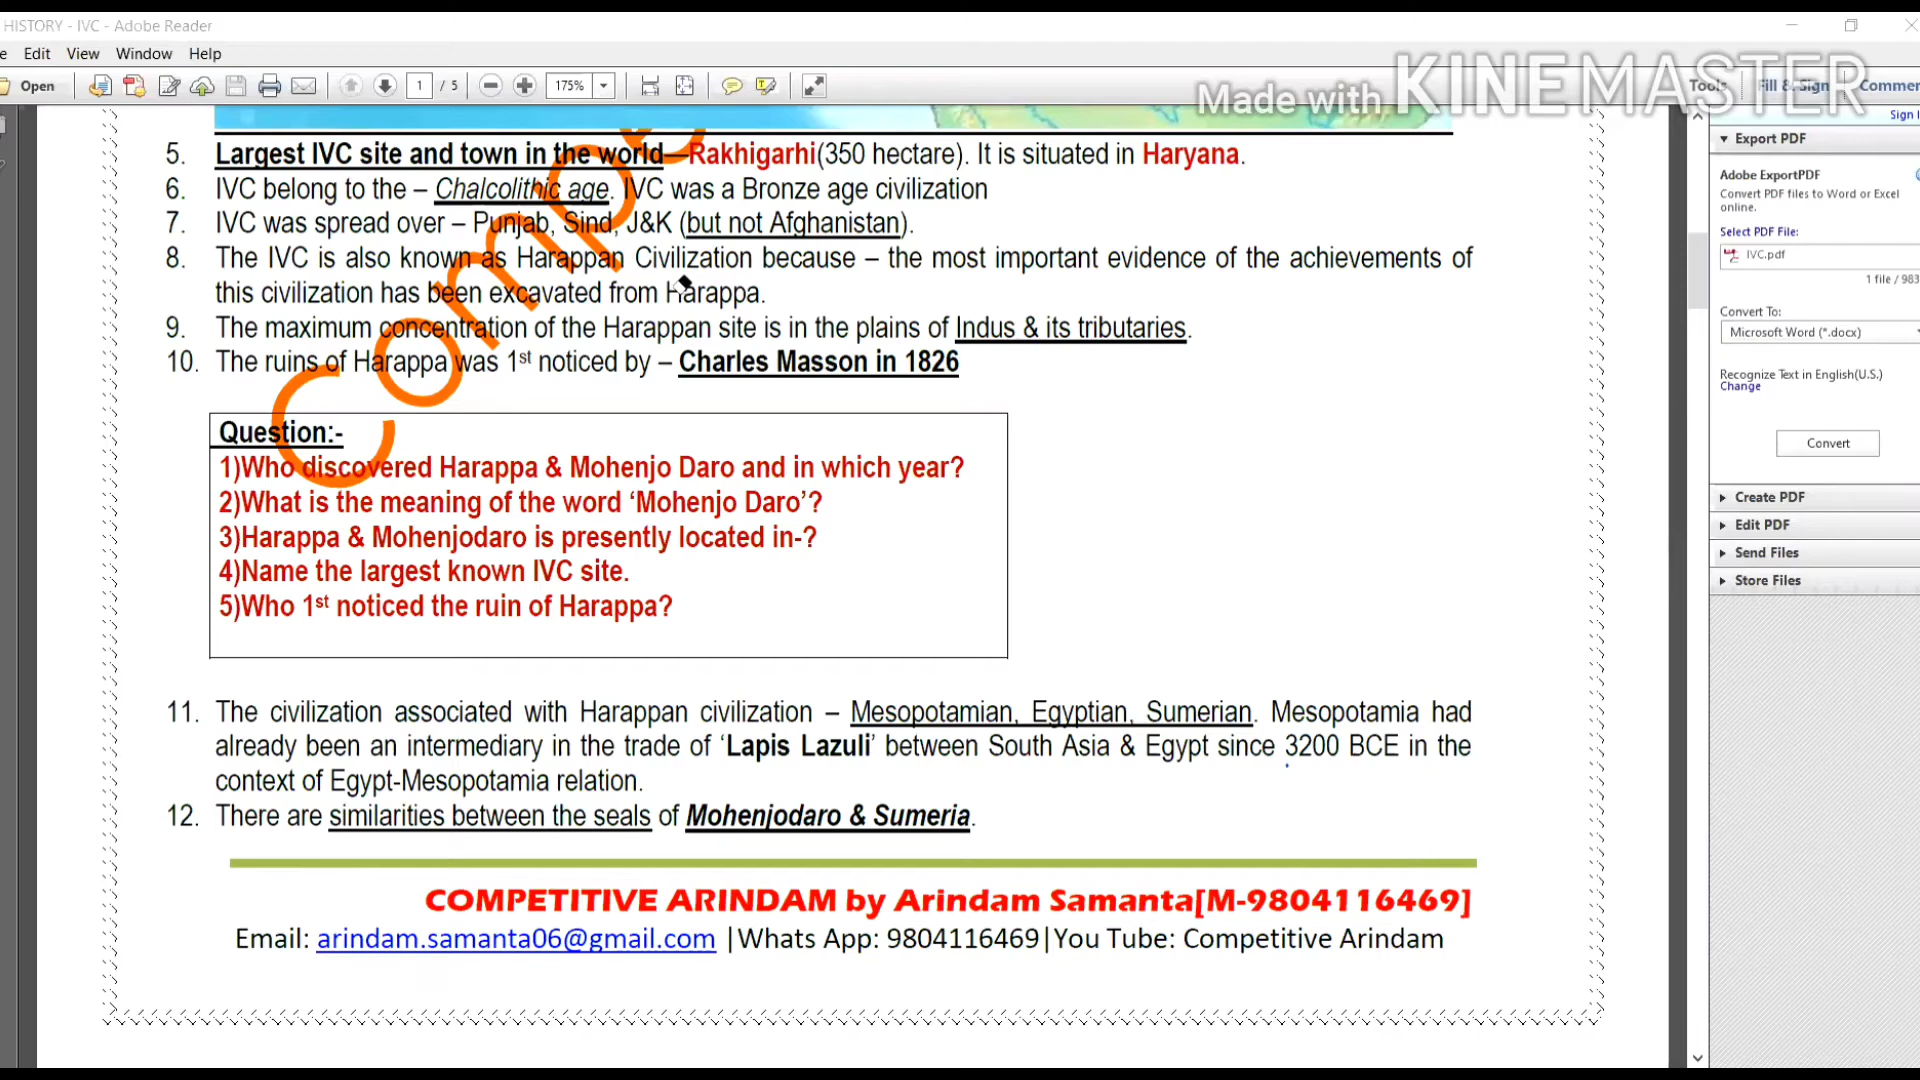 HISTORY - IVC - Adobe Reader
Edit View Window Help
Open 1 / 5 175% Tools Fill & Sign Commen
Made with KINEMASTER
Sign I
Export PDF
Adobe ExportPDF
Convert PDF files to Word or Excel
online.
Select PDF File:
IVC.pdf
1 file / 983
Convert To:
Microsoft Word (*.docx)
Recognize Text in English(U.S.)
Change
Convert
Create PDF
Edit PDF
Send Files
Store Files
Compe
5. Largest IVC site and town in the world—Rakhigarhi(350 hectare). It is situated in Haryana.
6. IVC belong to the – Chalcolithic age. IVC was a Bronze age civilization
7. IVC was spread over – Punjab, Sind, J&K (but not Afghanistan).
8. The IVC is also known as Harappan Civilization because – the most important evidence of the achievements of
this civilization has been excavated from Harappa.
9. The maximum concentration of the Harappan site is in the plains of Indus & its tributaries.
10. The ruins of Harappa was 1st noticed by – Charles Masson in 1826
Question:-
1)Who discovered Harappa & Mohenjo Daro and in which year?
2)What is the meaning of the word ‘Mohenjo Daro’?
3)Harappa & Mohenjodaro is presently located in-?
4)Name the largest known IVC site.
5)Who 1st noticed the ruin of Harappa?
11. The civilization associated with Harappan civilization – Mesopotamian, Egyptian, Sumerian. Mesopotamia had
already been an intermediary in the trade of ‘Lapis Lazuli’ between South Asia & Egypt since 3200 BCE in the
context of Egypt-Mesopotamia relation.
12. There are similarities between the seals of Mohenjodaro & Sumeria.
COMPETITIVE ARINDAM by Arindam Samanta[M-9804116469]
Email: arindam.samanta06@gmail.com |Whats App: 9804116469|You Tube: Competitive Arindam